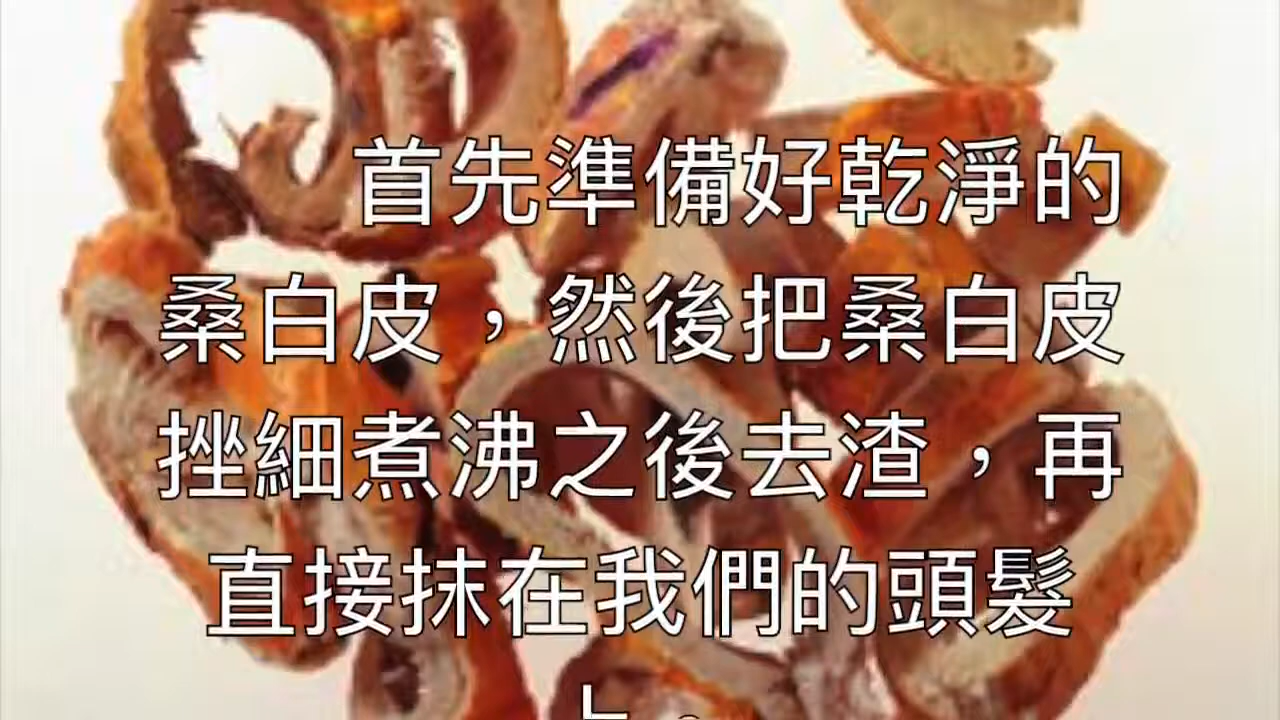 首先準備好乾淨的
桑白皮，然後把桑白皮
挫細煮沸之後去渣，再
直接抹在我們的頭髮